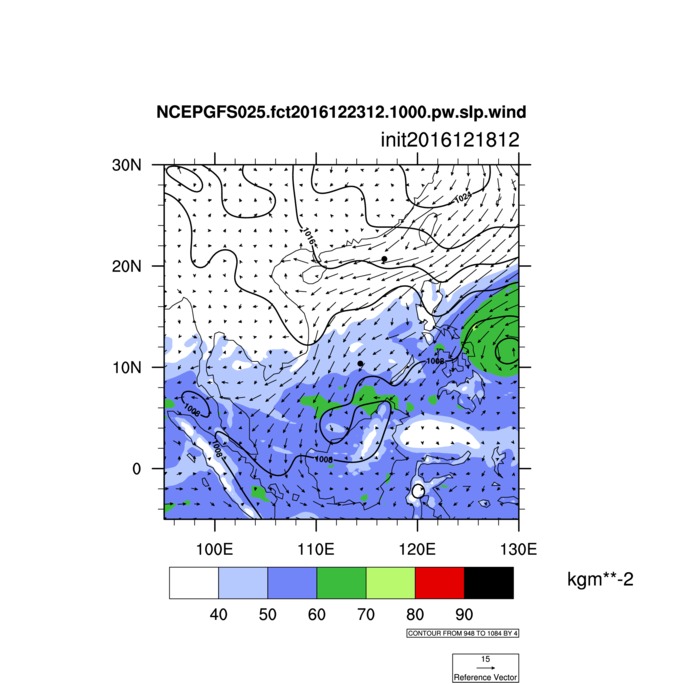 NCEPGFS025.fct2016122312.1000.pw.slp.wind
init2016121812
30N
1024
1016
20N
10N
1008
1008
1008
1008
0
100E 110E 120E 130E
kgm**-2
40 50 60 70 80 90
CONTOUR FROM 948 TO 1084 BY 4
15
Reference Vector